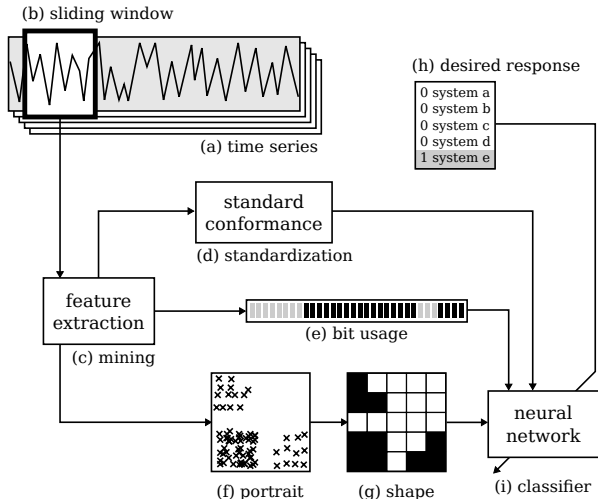 (b) sliding window
(a) time series
(h) desired response
0 system a
0 system b
0 system c
0 system d
1 system e
standard
conformance
(d) standardization
feature
extraction
(c) mining
(e) bit usage
(f) portrait
(g) shape
neural
network
(i) classifier